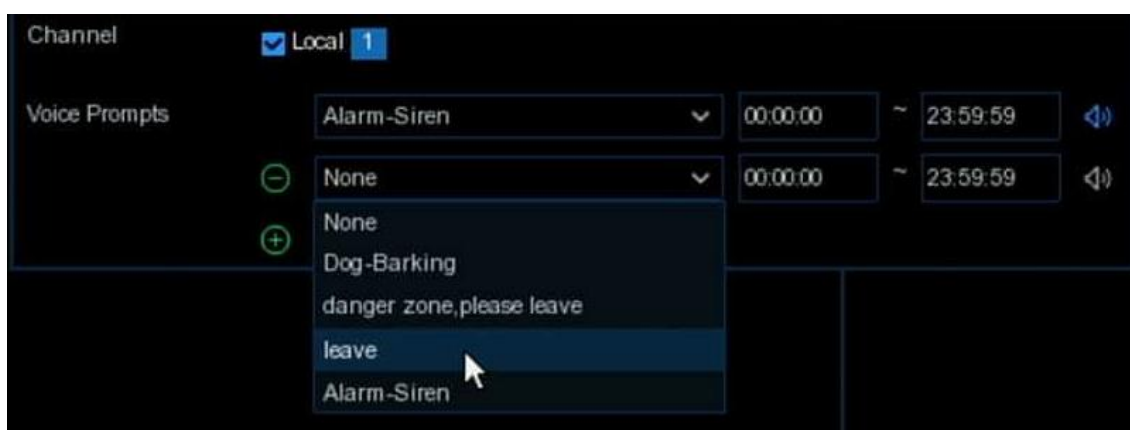 Channel Local 1
Voice Prompts Alarm-Siren 00:00:00 ~ 23:59:59
None 00:00:00 ~ 23:59:59
None
Dog-Barking
danger zone,please leave
leave
Alarm-Siren